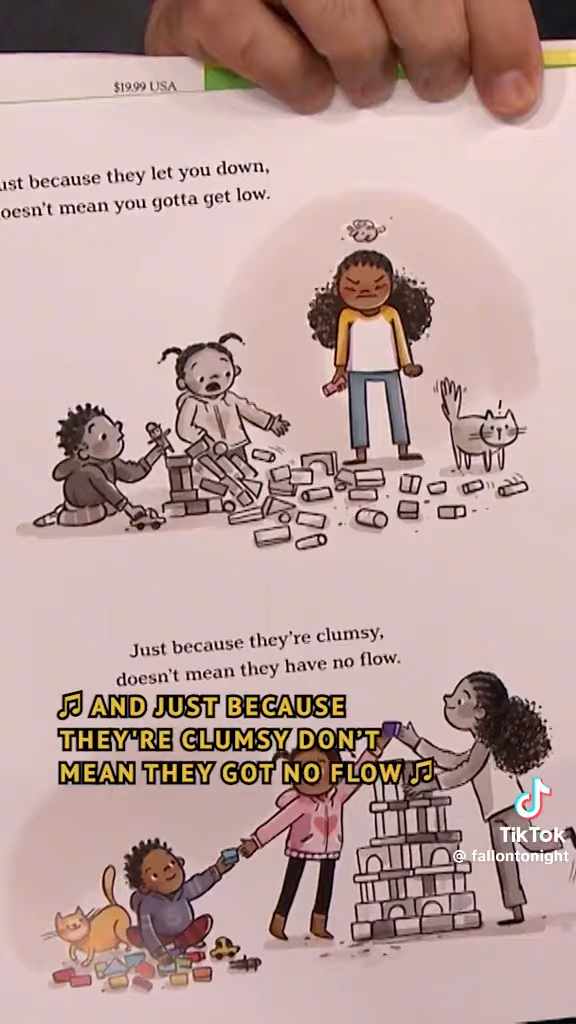 $19.99 USA
ust because they let you down,
oesn't mean you gotta get low.
Just because they're clumsy,
doesn't mean they have no flow.
♫ AND JUST BECAUSE
THEY'RE CLUMSY DON'T
MEAN THEY GOT NO FLOW ♫
TikTok
@ fallontonight